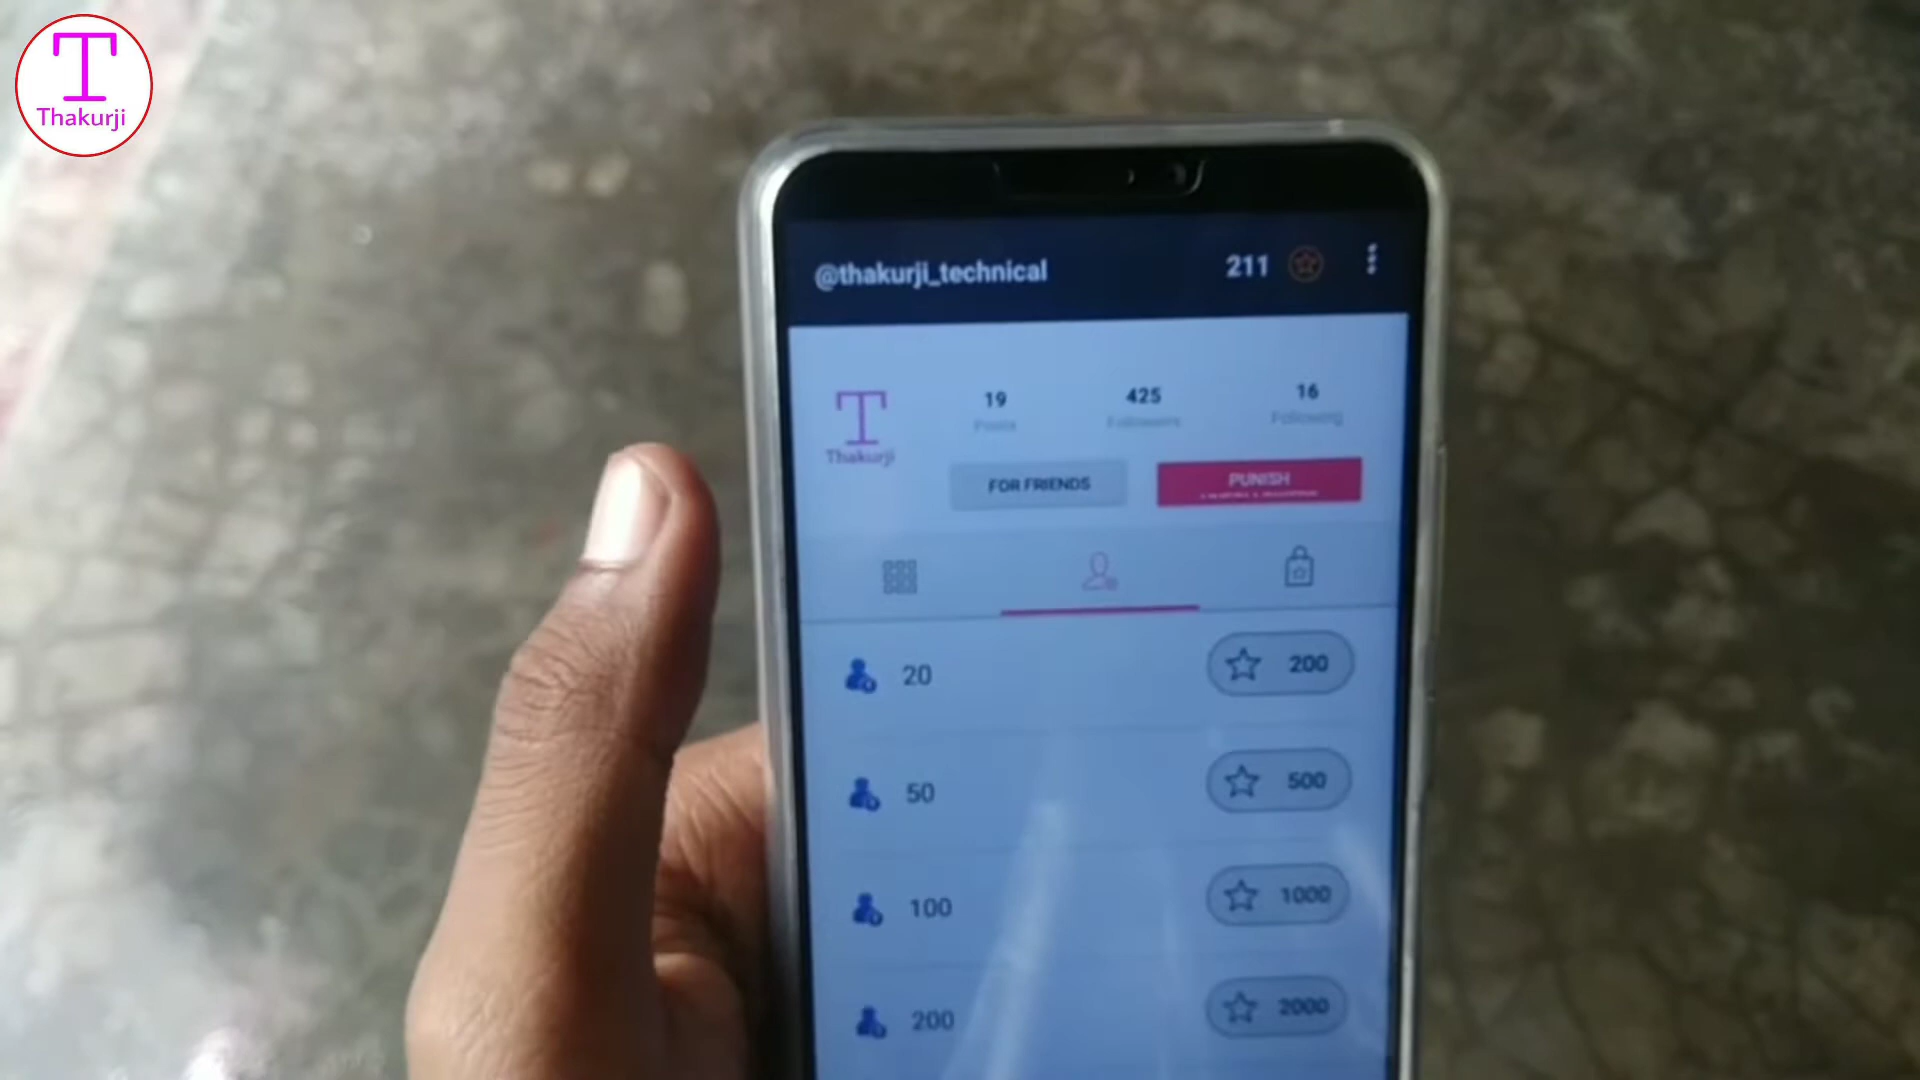 T
Thakurji
@thakurji_technical 211
T
Thakurji
19 425 16
Posts Followers Following
FOR FRIENDS
PUNISH
20 200
50 500
100 1000
200 2000